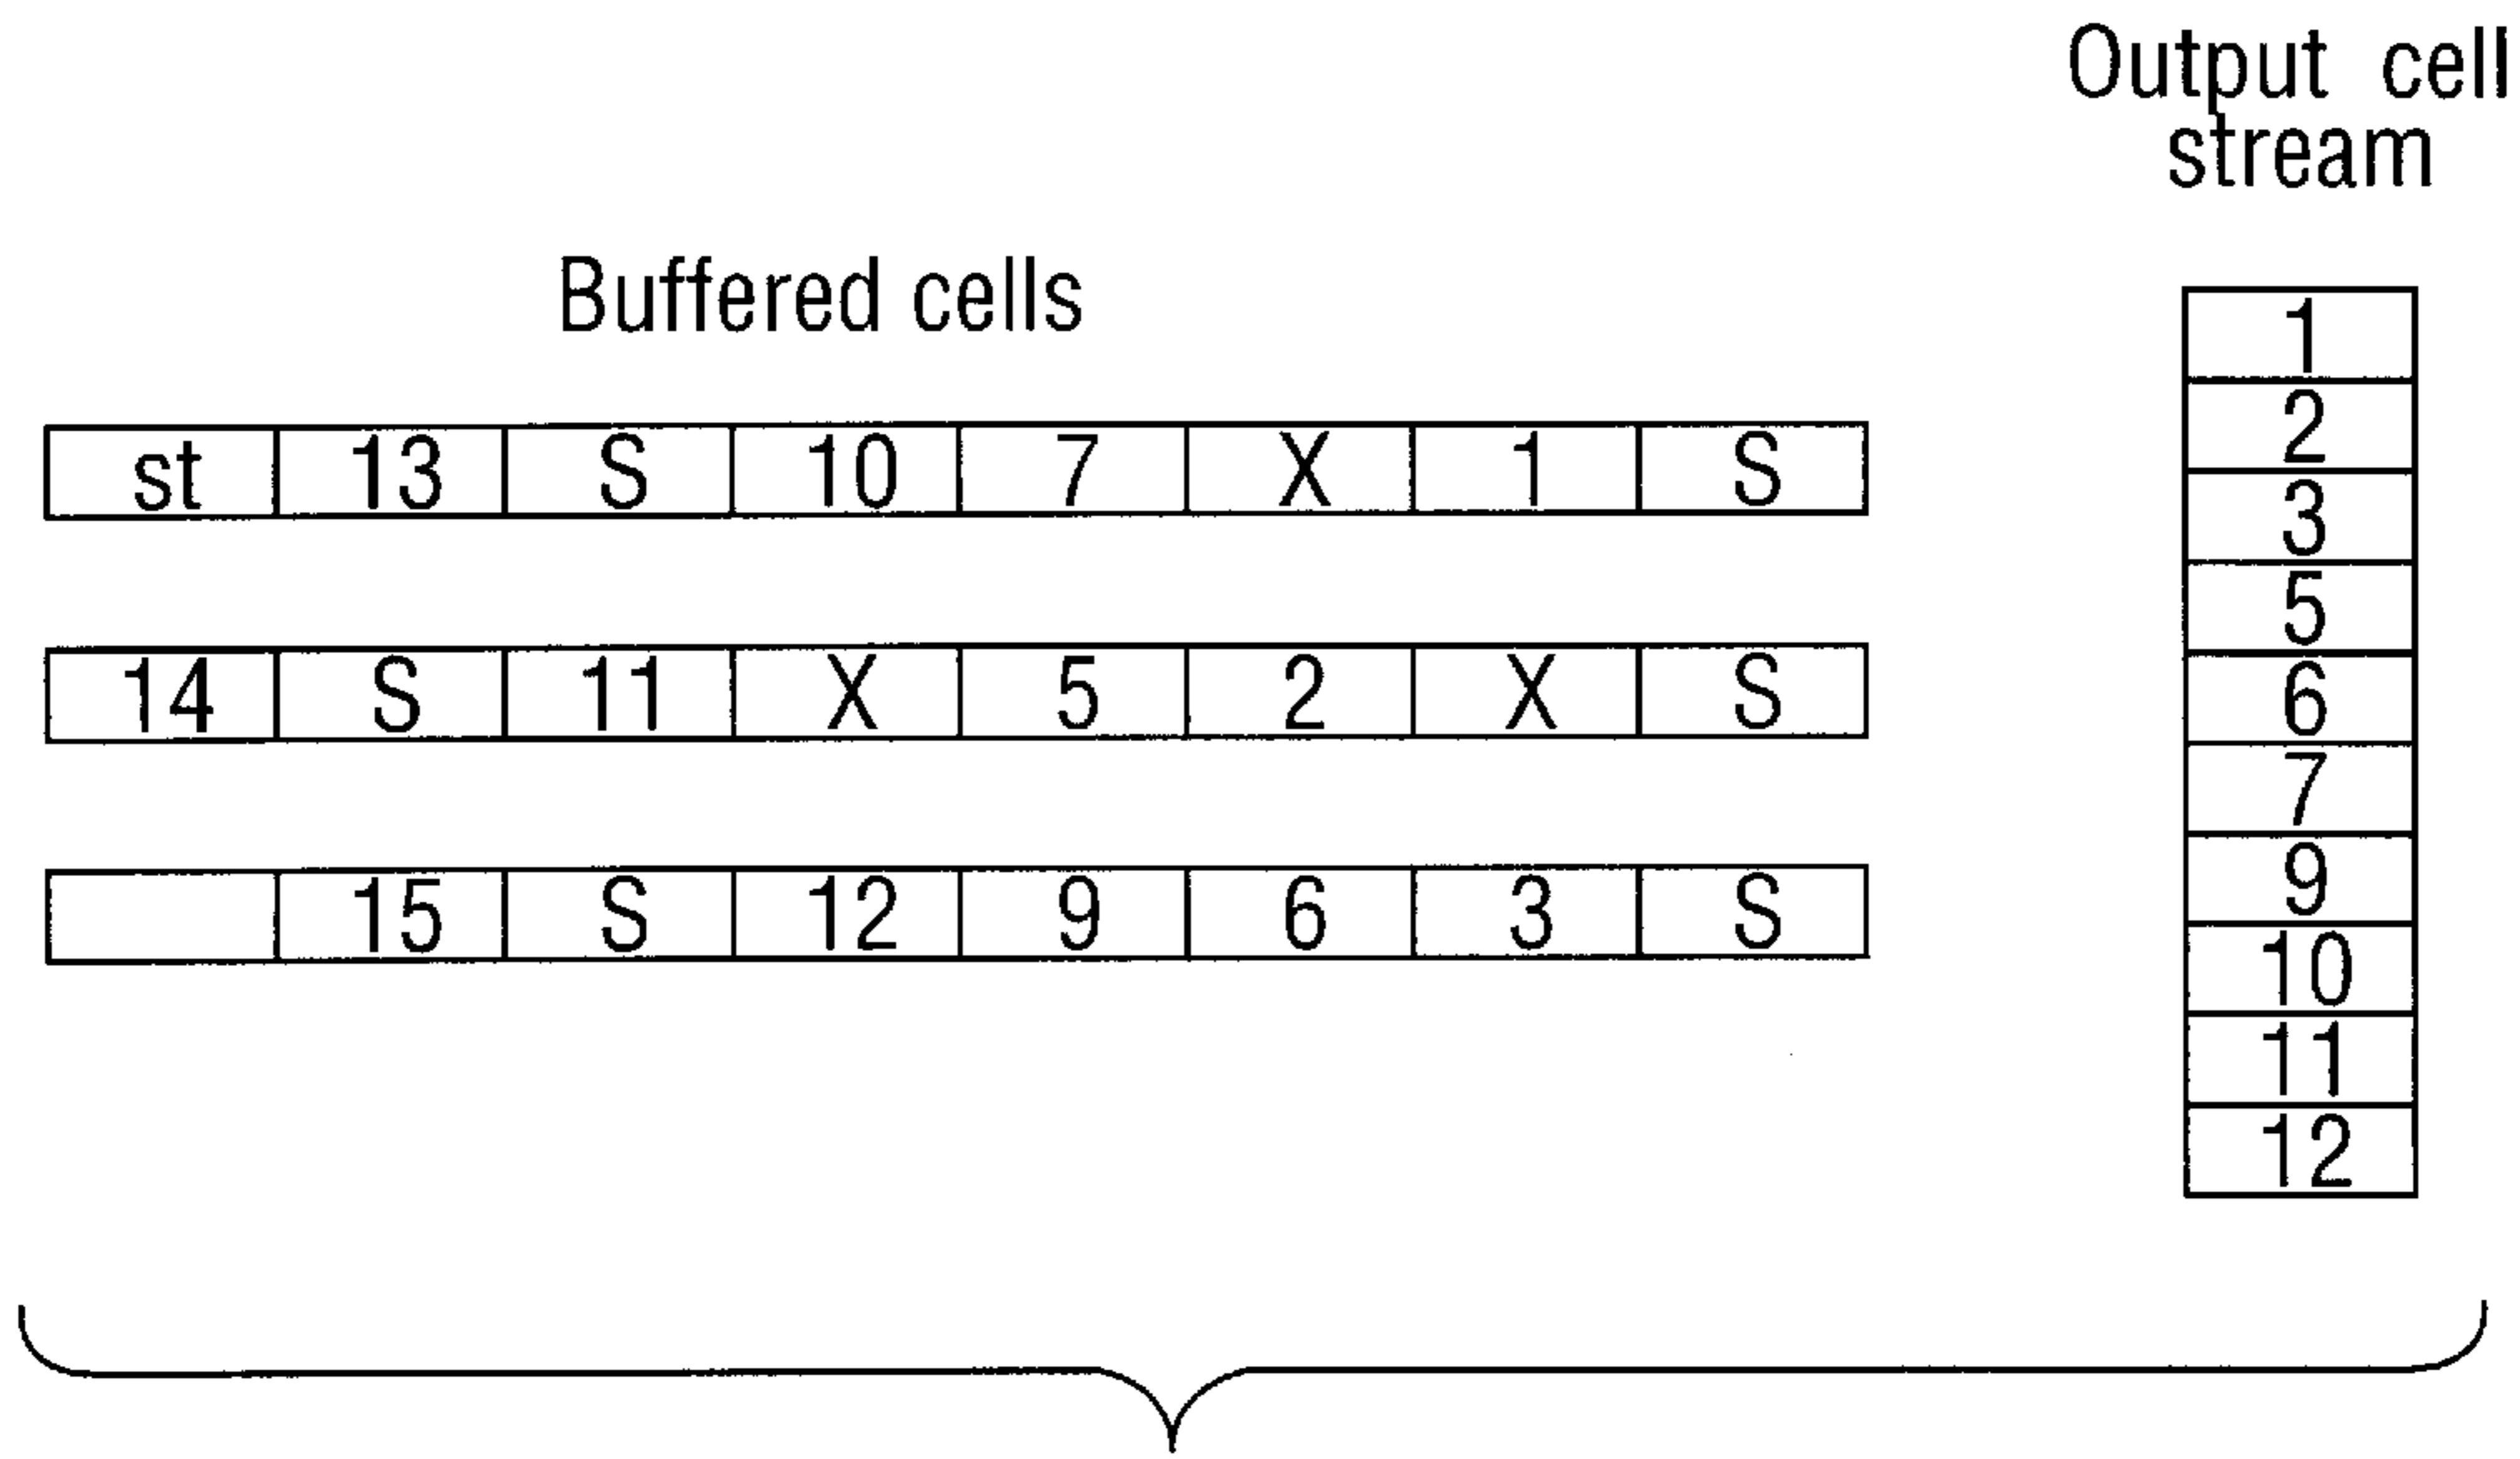 Output cell
stream
Buffered cells
st 13 S 10 7 X 1 S
14 S 11 X 5 2 X S
15 S 12 9 6 3 S
1
2
3
5
6
7
9
10
11
12